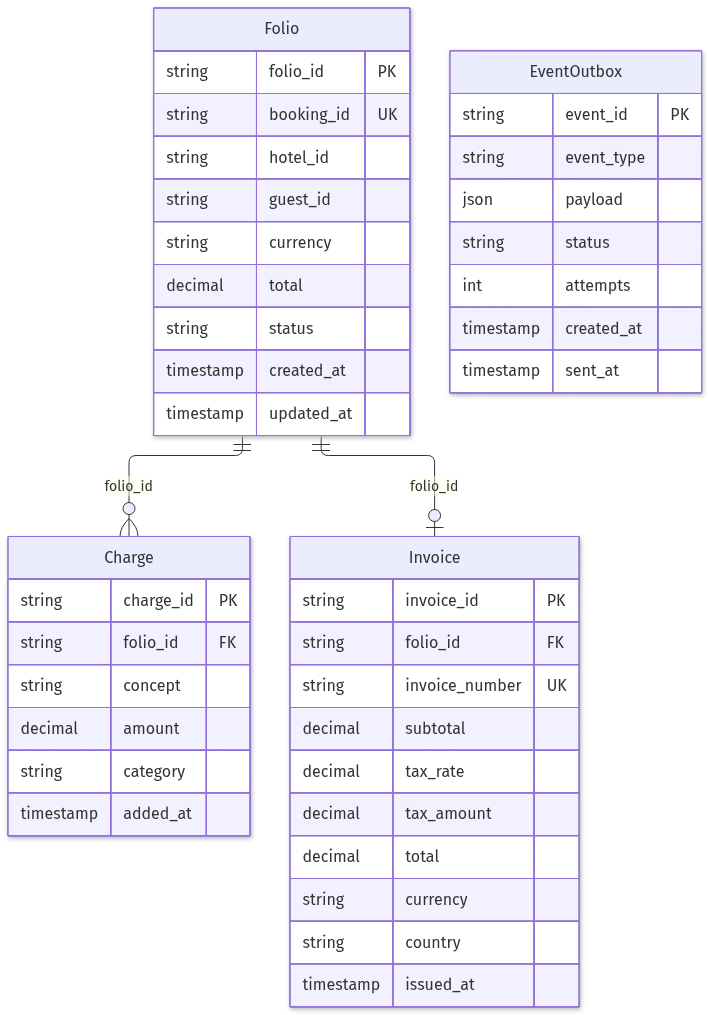 Folio
string folio_id PK
string booking_id UK
string hotel_id
string guest_id
string currency
decimal total
string status
timestamp created_at
timestamp updated_at
EventOutbox
string event_id PK
string event_type
json payload
string status
int attempts
timestamp created_at
timestamp sent_at
folio_id
folio_id
Charge
string charge_id PK
string folio_id FK
string concept
decimal amount
string category
timestamp added_at
Invoice
string invoice_id PK
string folio_id FK
string invoice_number UK
decimal subtotal
decimal tax_rate
decimal tax_amount
decimal total
string currency
string country
timestamp issued_at